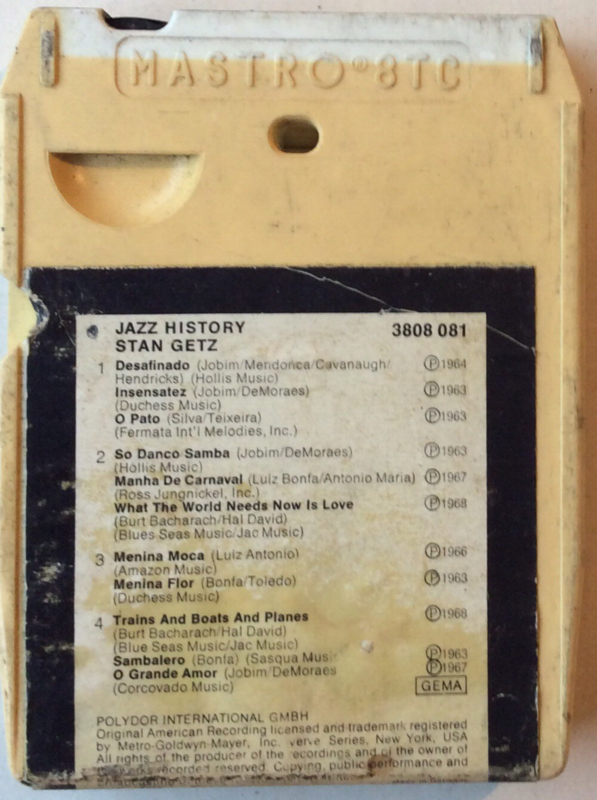 MASTRO® 8TC
JAZZ HISTORY 3808 081
STAN GETZ
1 Desafinado (Jobim/Mendonca/Cavanaugh/ ℗1964
Hendricks) (Hollis Music)
Insensatez (Jobim/DeMoraes) ℗1963
(Duchess Music)
O Pato (Silva/Teixeira) ℗1963
(Fermata Int'l Melodies, Inc.)
2 So Danco Samba (Jobim/DeMoraes) ℗1963
(Hollis Music)
Manha De Carnaval (Luiz Bonfa/Antonio Maria) ℗1967
(Ross Jungnickel, Inc.)
What The World Needs Now Is Love ℗1968
(Burt Bacharach/Hal David)
(Blues Seas Music/Jac Music)
3 Menina Moca (Luiz Antonio) ℗1966
(Amazon Music)
Menina Flor (Bonfa/Toledo) ℗1963
(Duchess Music)
4 Trains And Boats And Planes ℗1968
(Burt Bacharach/Hal David)
(Blue Seas Music/Jac Music)
Sambalero (Bonfa) (Sasqua ℗1963
O Grande Amor (Jobim/DeMoraes ℗1967
(Corcovado Music) GEMA
POLYDOR INTERNATIONAL GMBH
Original American Recording licensed and trademark registered
by Metro-Goldwyn-Mayer, Inc. Verve Series, New York, USA
All rights of the producer of the recordings and of the owner of
recorded reserved. Copying, public performance and